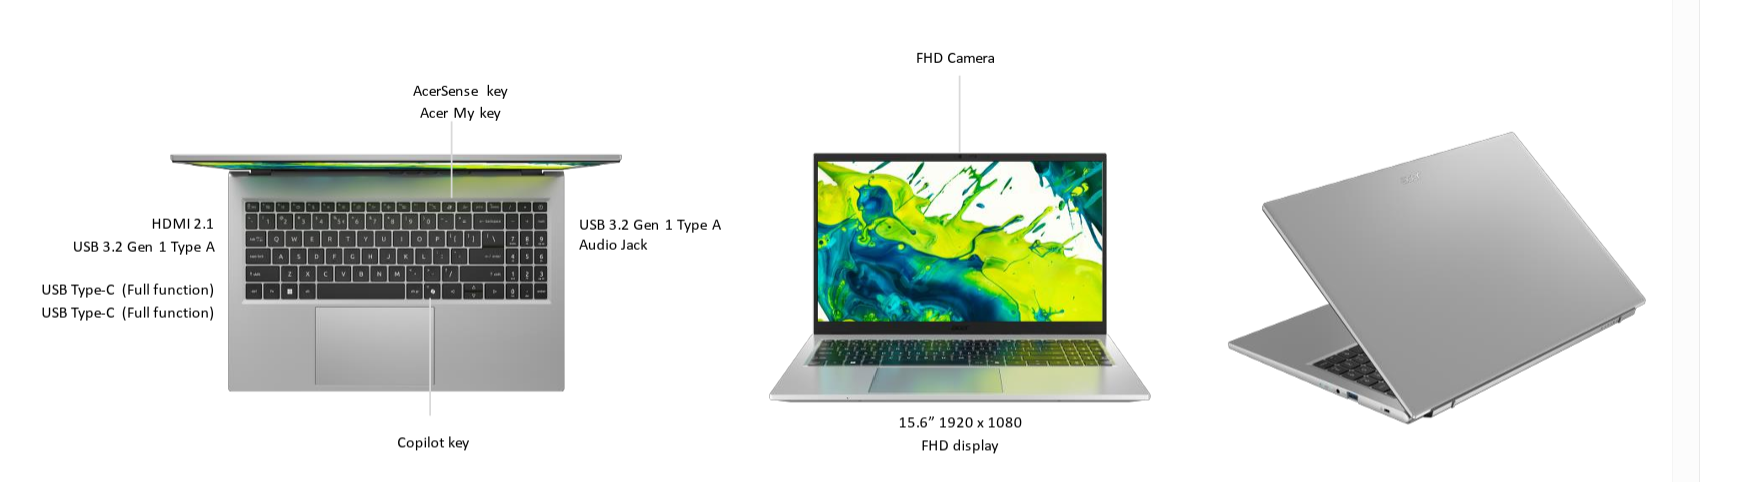 FHD Camera
AcerSense key
Acer My key
HDMI 2.1
USB 3.2 Gen 1 Type A
USB Type-C (Full function)
USB Type-C (Full function)
USB 3.2 Gen 1 Type A
Audio Jack
Copilot key
15.6” 1920 x 1080
FHD display